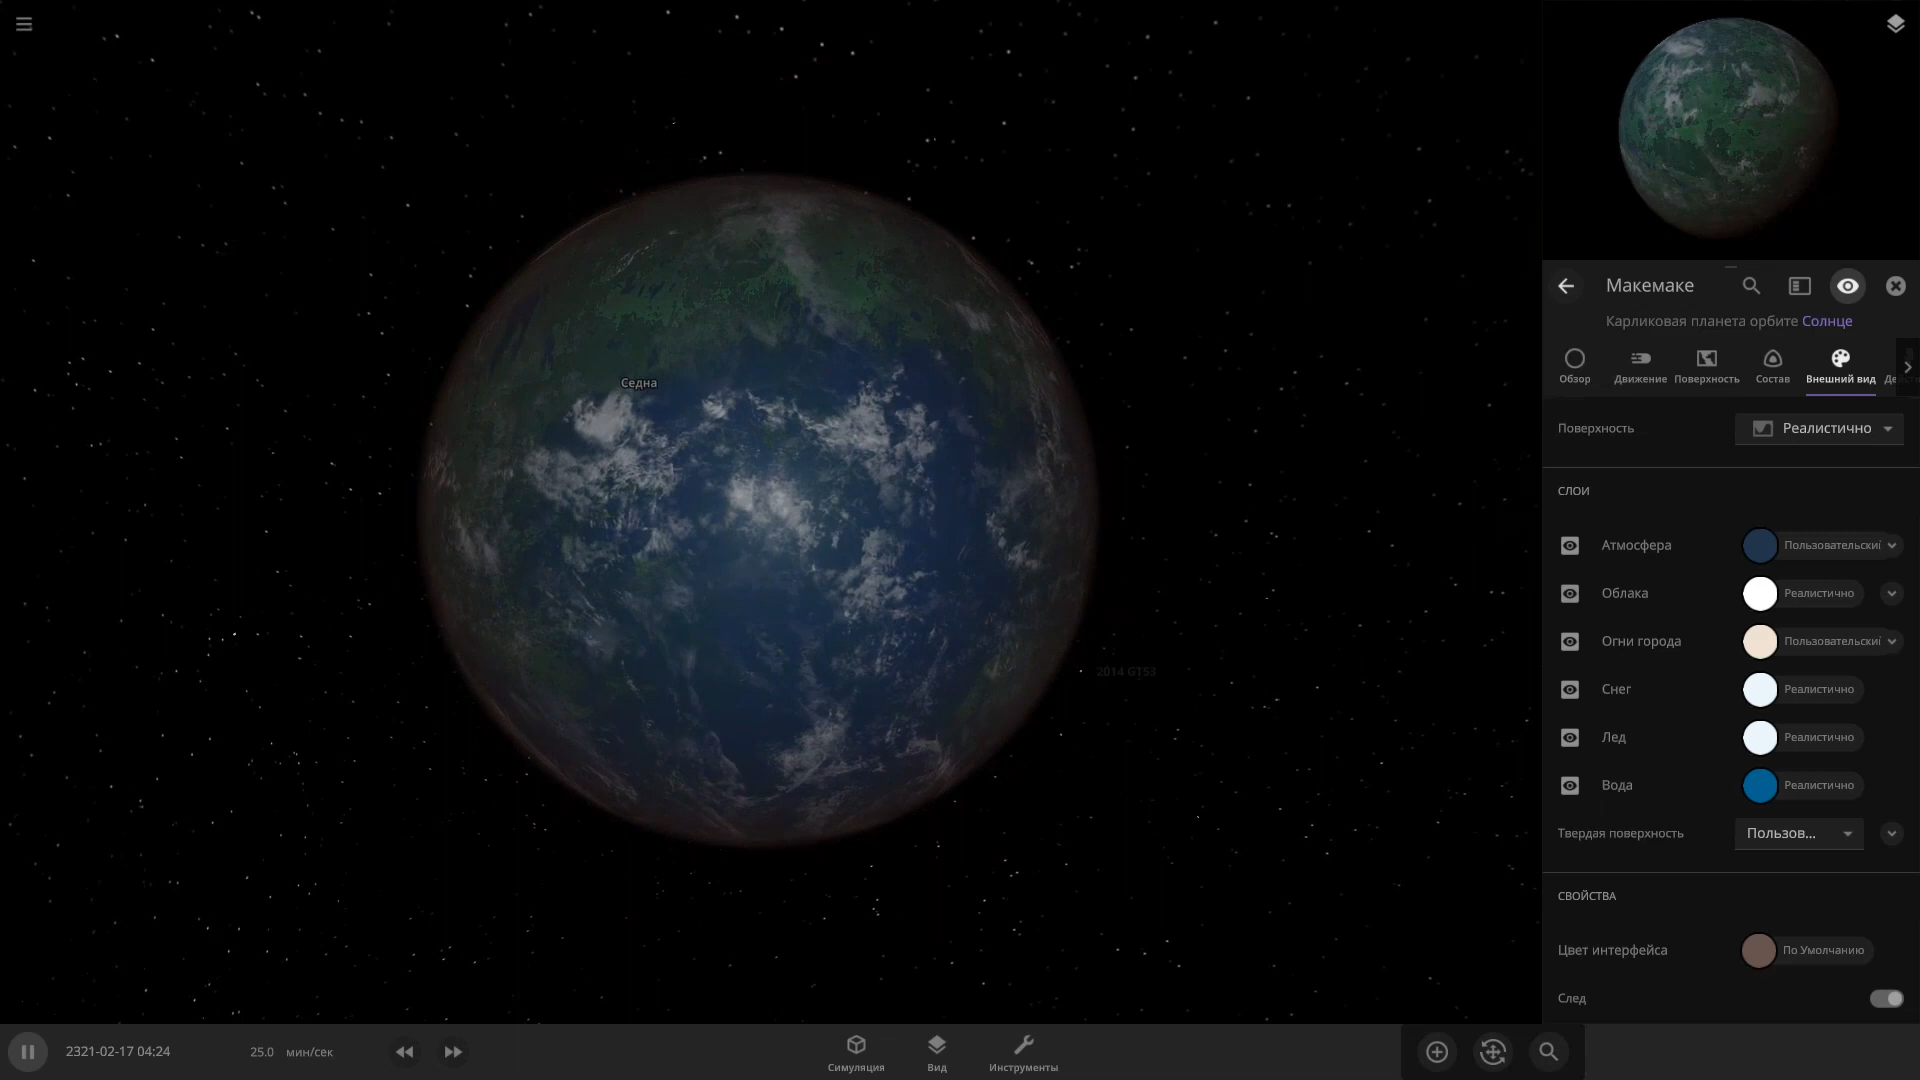 Макемаке
Карликовая планета орбите Солнце
Обзор
Движение
Поверхность
Состав
Внешний вид
Поверхность
Реалистично
СЛОИ
Атмосфера
Пользовательский
Облака
Реалистично
Огни города
Пользовательский
Снег
Реалистично
Лед
Реалистично
Вода
Реалистично
Твердая поверхность
Пользов...
СВОЙСТВА
Цвет интерфейса
По Умолчанию
След
Седна
2014 GT53
2321-02-17 04:24
25.0 мин/сек
Симуляция
Вид
Инструменты